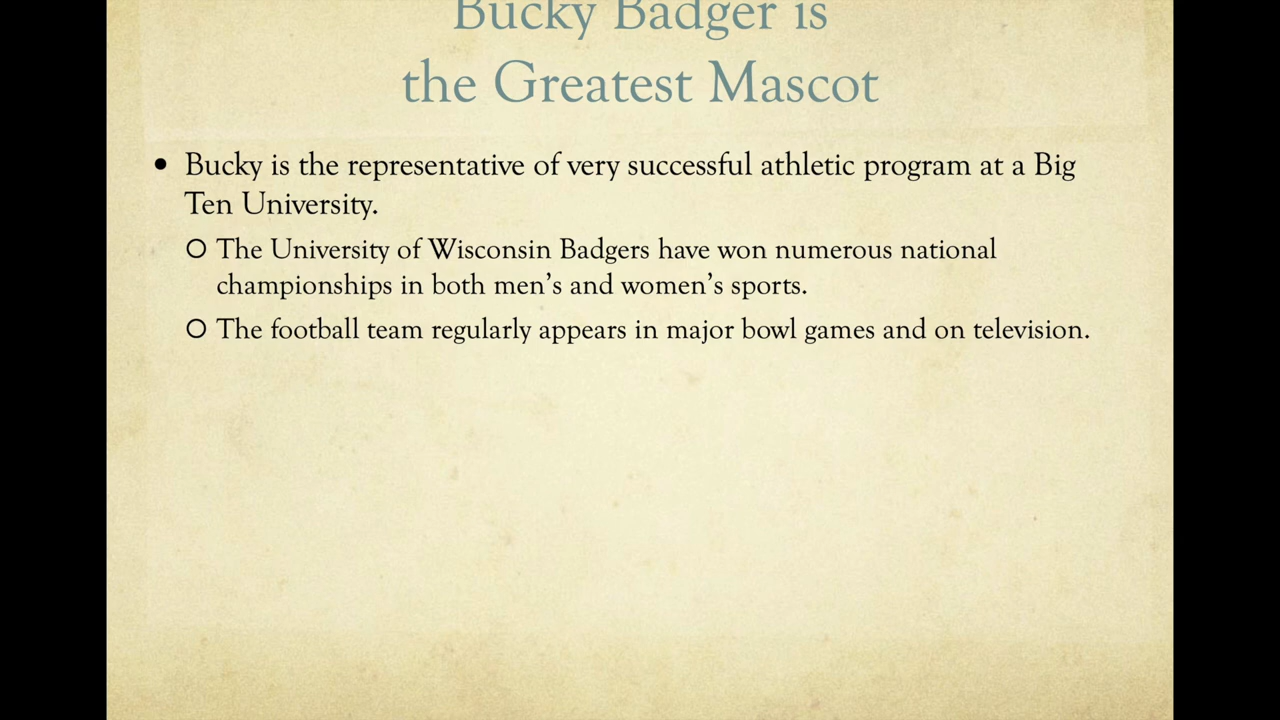 Bucky Badger is
the Greatest Mascot
• Bucky is the representative of very successful athletic program at a Big
Ten University.
○ The University of Wisconsin Badgers have won numerous national
championships in both men’s and women’s sports.
○ The football team regularly appears in major bowl games and on television.